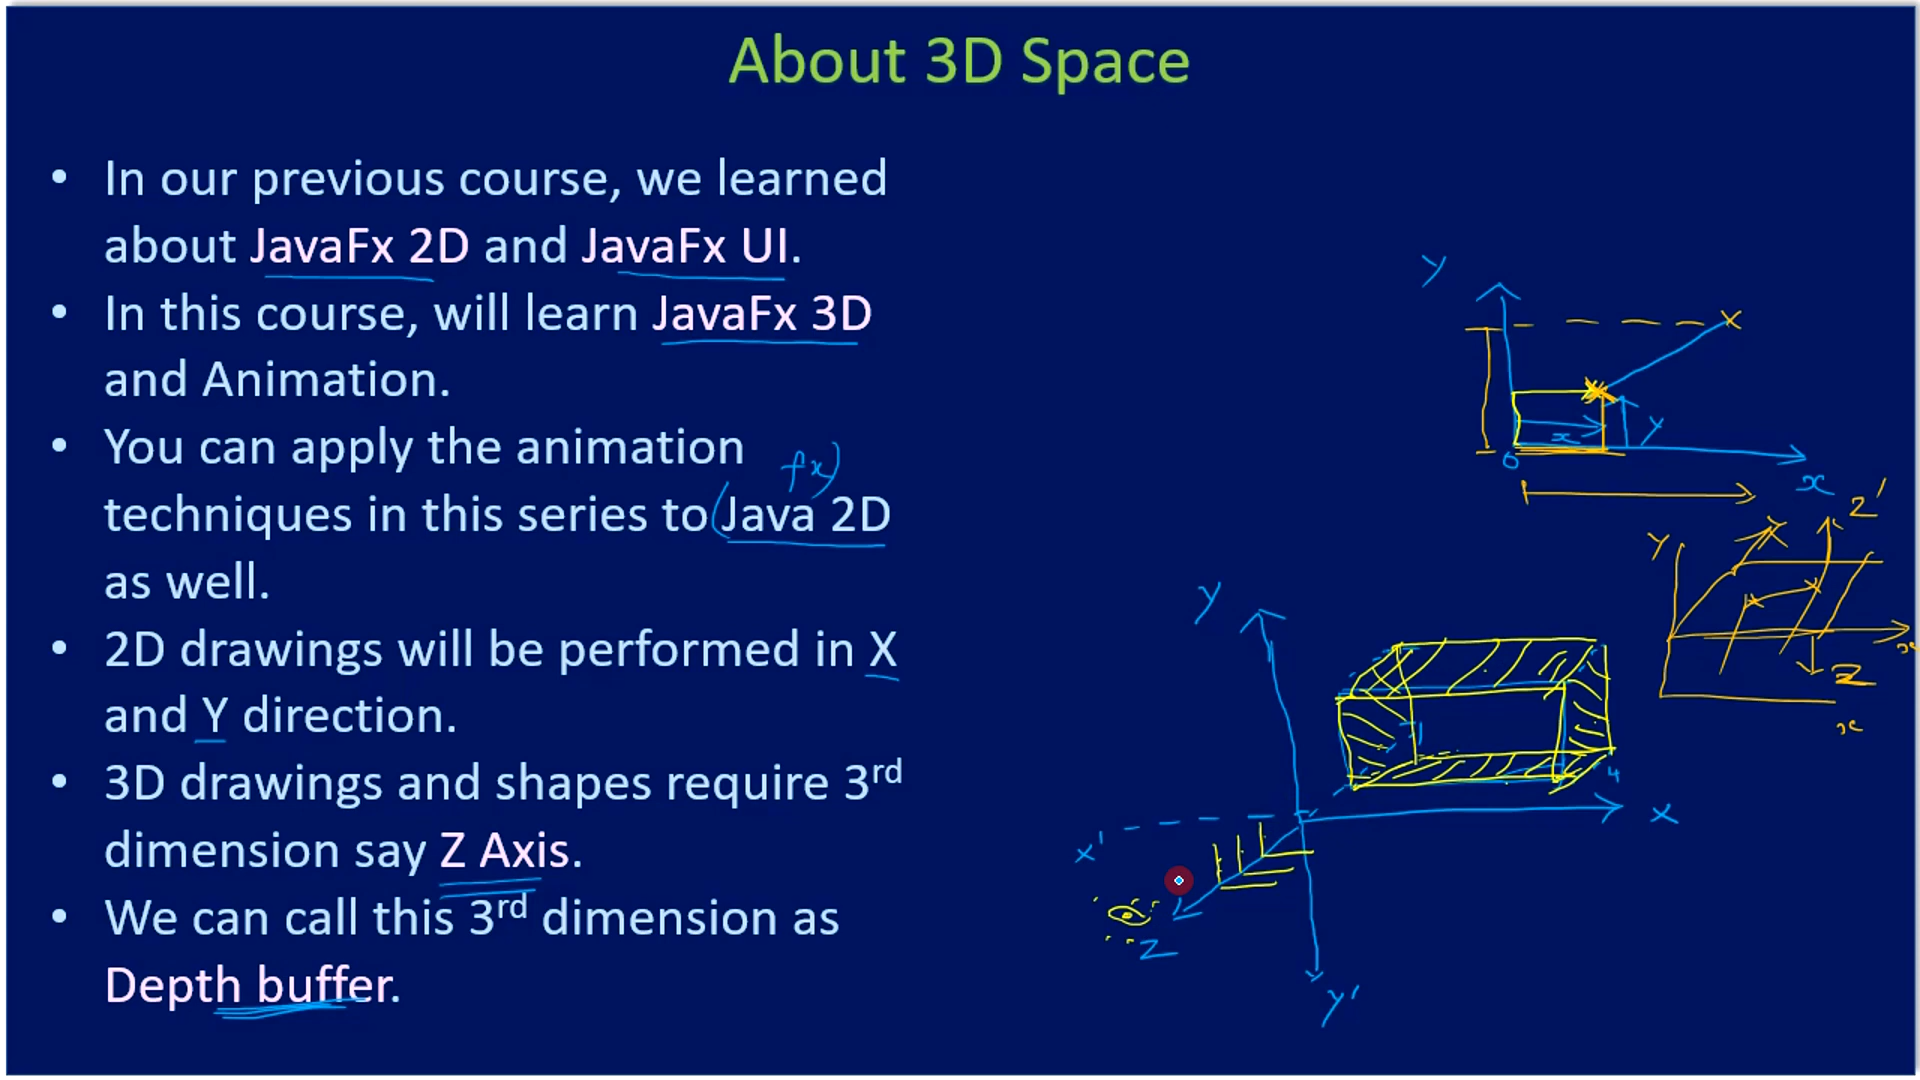 About 3D Space
• In our previous course, we learned
about JavaFx 2D and JavaFx UI.
• In this course, will learn JavaFx 3D
and Animation.
• You can apply the animation
fx)
techniques in this series to (Java 2D
as well.
• 2D drawings will be performed in X
and Y direction.
• 3D drawings and shapes require 3rd
dimension say Z Axis.
• We can call this 3rd dimension as
Depth buffer.
Y
x
y
0
x
Z'
Y
x
Z
x
Y
4
X
X'
Z
Y'